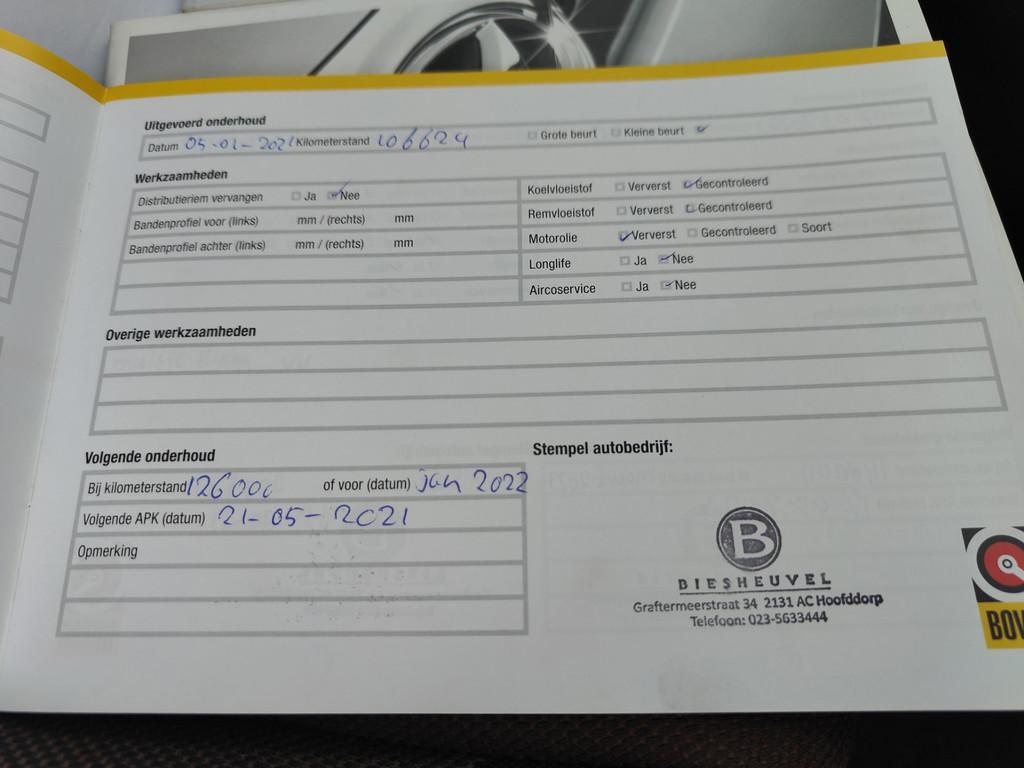 Uitgevoerd onderhoud
Datum 05-01-2021 Kilometerstand 106624 Grote beurt Kleine beurt
Werkzaamheden
Distributieriem vervangen Ja Nee
Bandenprofiel voor (links) mm / (rechts) mm
Bandenprofiel achter (links) mm / (rechts) mm
Koelvloeistof Ververst Gecontroleerd
Remvloeistof Ververst Gecontroleerd
Motorolie Ververst Gecontroleerd Soort
Longlife Ja Nee
Aircoservice Ja Nee
Overige werkzaamheden
Volgende onderhoud
Bij kilometerstand 126000 of voor (datum) jan 2022
Volgende APK (datum) 21-05-2021
Opmerking
Stempel autobedrijf:
B
BIESHEUVEL
Graftermeerstraat 34 2131 AC Hoofddorp
Telefoon: 023-5633444
BOV